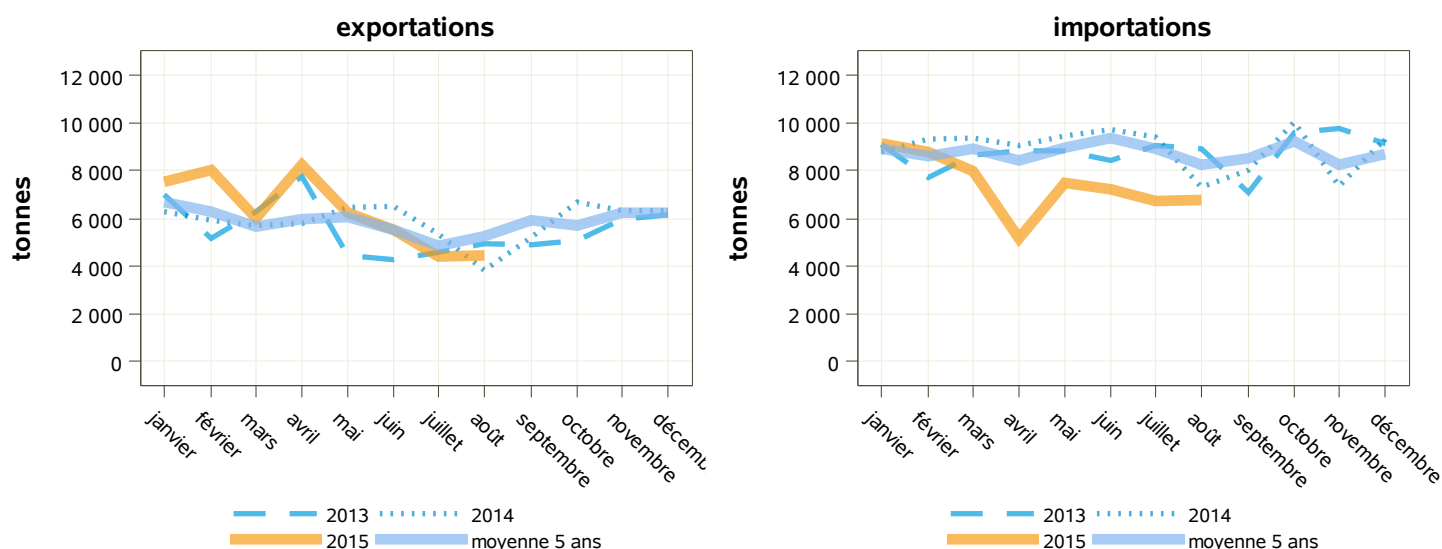 exportations
tonnes
12 000
10 000
8 000
6 000
4 000
2 000
0
janvier
février
mars
avril
mai
juin
juillet
août
septembre
octobre
novembre
décemb
2013
2014
2015
moyenne 5 ans
importations
tonnes
12 000
10 000
8 000
6 000
4 000
2 000
0
janvier
février
mars
avril
mai
juin
juillet
août
septembre
octobre
novembre
décembre
2013
2014
2015
moyenne 5 ans